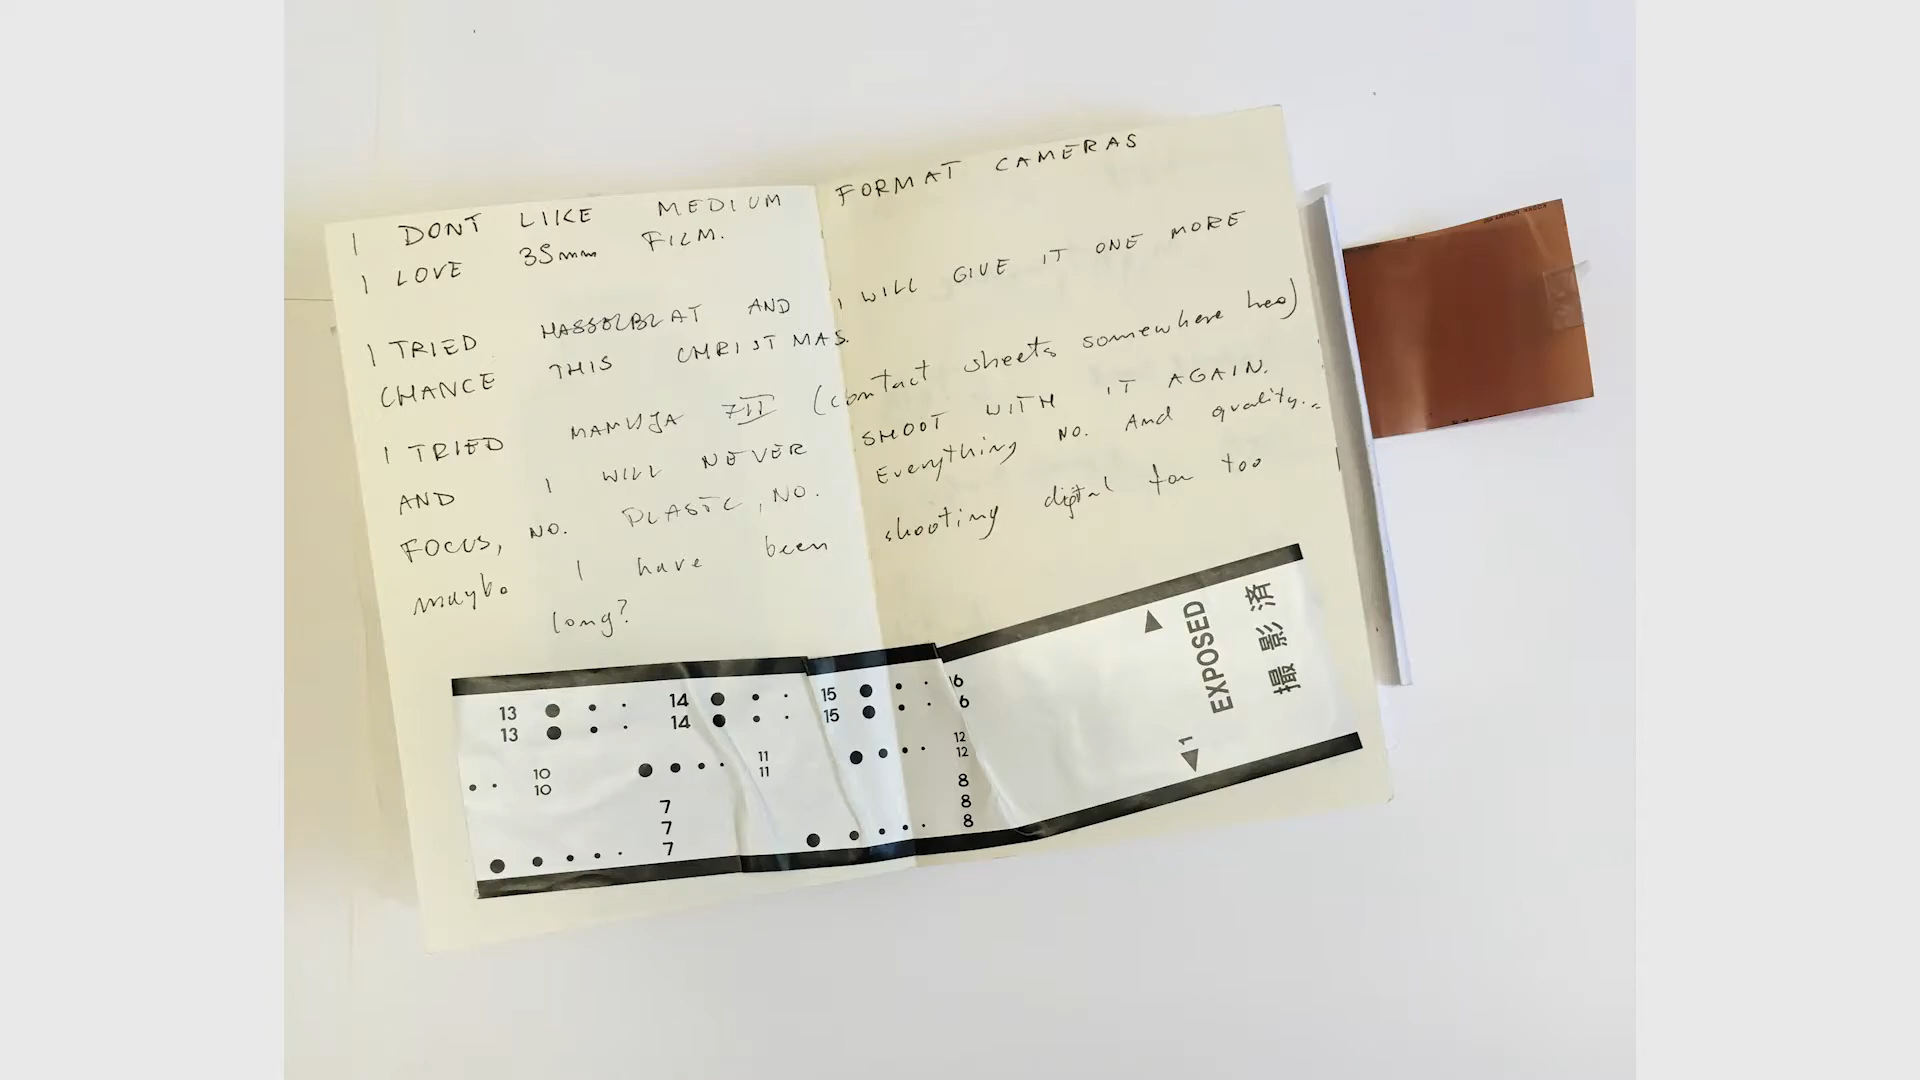 I DONT LIKE MEDIUM FORMAT CAMERAS
I LOVE 35mm FILM.
I TRIED HASSELBLAT AND I WILL GIVE IT ONE MORE
CHANCE THIS CHRISTMAS.
I TRIED MAMYJA 7II (contact sheets somewhere here)
AND I WILL NEVER SHOOT WITH IT AGAIN.
FOCUS, NO. PLASTC, NO. Everything NO. And quality..
maybe I have been shooting digital for too
long?
13 14 15 16
13 14 15 6
10 11 12
10 11 12
7 8
7 8
7 8
EXPOSED
撮影済
1